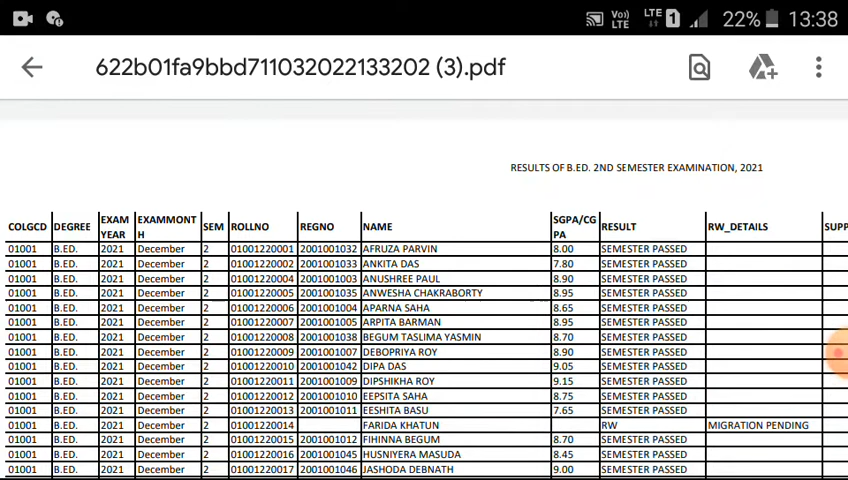 Vo) LTE LTE 1 22% 13:38
622b01fa9bbd711032022133202 (3).pdf
RESULTS OF B.ED. 2ND SEMESTER EXAMINATION, 2021
COLGCD DEGREE EXAM YEAR EXAMMONTH SEM ROLLNO REGNO NAME SGPA/CGPA RESULT RW_DETAILS SUPP
01001 B.ED. 2021 December 2 01001220001 2001001032 AFRUZA PARVIN 8.00 SEMESTER PASSED
01001 B.ED. 2021 December 2 01001220002 2001001033 ANKITA DAS 7.80 SEMESTER PASSED
01001 B.ED. 2021 December 2 01001220004 2001001003 ANUSHREE PAUL 8.90 SEMESTER PASSED
01001 B.ED. 2021 December 2 01001220005 2001001035 ANWESHA CHAKRABORTY 8.95 SEMESTER PASSED
01001 B.ED. 2021 December 2 01001220006 2001001004 APARNA SAHA 8.65 SEMESTER PASSED
01001 B.ED. 2021 December 2 01001220007 2001001005 ARPITA BARMAN 8.95 SEMESTER PASSED
01001 B.ED. 2021 December 2 01001220008 2001001038 BEGUM TASLIMA YASMIN 8.70 SEMESTER PASSED
01001 B.ED. 2021 December 2 01001220009 2001001007 DEBOPRIYA ROY 8.90 SEMESTER PASSED
01001 B.ED. 2021 December 2 01001220010 2001001042 DIPA DAS 9.05 SEMESTER PASSED
01001 B.ED. 2021 December 2 01001220011 2001001009 DIPSHIKHA ROY 9.15 SEMESTER PASSED
01001 B.ED. 2021 December 2 01001220012 2001001010 EEPSITA SAHA 8.75 SEMESTER PASSED
01001 B.ED. 2021 December 2 01001220013 2001001011 EESHITA BASU 7.65 SEMESTER PASSED
01001 B.ED. 2021 December 2 01001220014 FARIDA KHATUN RW MIGRATION PENDING
01001 B.ED. 2021 December 2 01001220015 2001001012 FIHINNA BEGUM 8.70 SEMESTER PASSED
01001 B.ED. 2021 December 2 01001220016 2001001045 HUSNIYERA MASUDA 8.45 SEMESTER PASSED
01001 B.ED. 2021 December 2 01001220017 2001001046 JASHODA DEBNATH 9.00 SEMESTER PASSED